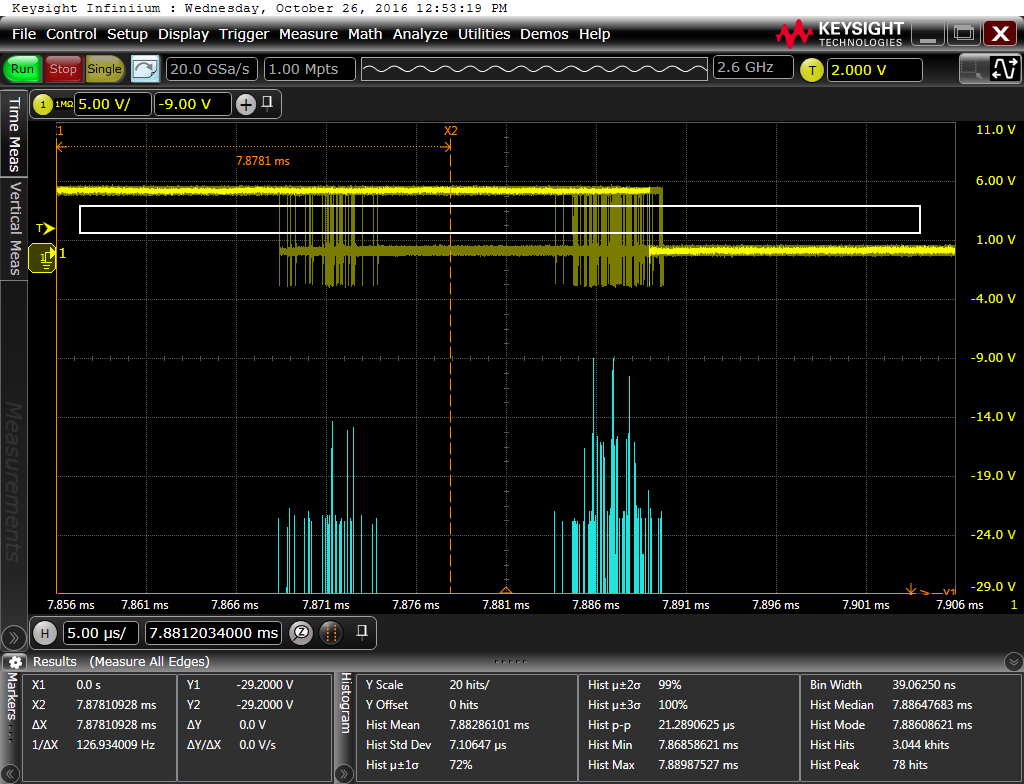 Keysight Infiniium : Wednesday, October 26, 2016 12:53:19 PM
File Control Setup Display Trigger Measure Math Analyze Utilities Demos Help
KEYSIGHT
TECHNOLOGIES
Run Stop Single 20.0 GSa/s 1.00 Mpts 2.6 GHz T 2.000 V
1 1MΩ 5.00 V/ -9.00 V
Time Meas
Vertical Meas
Measurements
1 X2
7.8781 ms
11.0 V
6.00 V
T
1.00 V
1 1
-4.00 V
-9.00 V
-14.0 V
-19.0 V
-24.0 V
-29.0 V
Y1
7.856 ms 7.861 ms 7.866 ms 7.871 ms 7.876 ms 7.881 ms 7.886 ms 7.891 ms 7.896 ms 7.901 ms 7.906 ms 1
H 5.00 µs/ 7.8812034000 ms
Results (Measure All Edges)
Markers...
X1 0.0 s Y1 -29.2000 V
X2 7.87810928 ms Y2 -29.2000 V
ΔX 7.87810928 ms ΔY 0.0 V
1/ΔX 126.934009 Hz ΔY/ΔX 0.0 V/s
Histogram
Y Scale 20 hits/ Hist µ±2σ 99% Bin Width 39.06250 ns
Y Offset 0 hits Hist µ±3σ 100% Hist Median 7.88647683 ms
Hist Mean 7.88286101 ms Hist p-p 21.2890625 µs Hist Mode 7.88608621 ms
Hist Std Dev 7.10647 µs Hist Min 7.86858621 ms Hist Hits 3.044 khits
Hist µ±1σ 72% Hist Max 7.88987527 ms Hist Peak 78 hits